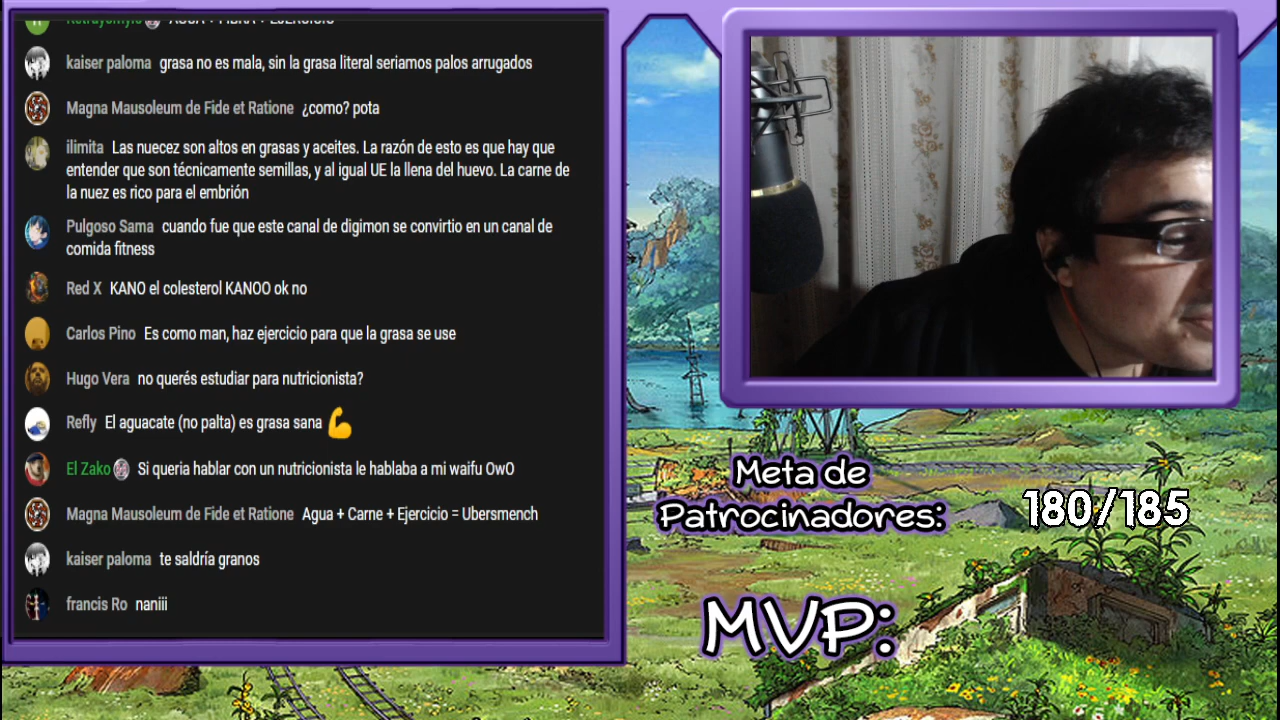 AGUA + FIBRA + EJERCICIO
kaiser paloma grasa no es mala, sin la grasa literal seriamos palos arrugados
Magna Mausoleum de Fide et Ratione ¿como? pota
ilimita Las nuecez son altos en grasas y aceites. La razón de esto es que hay que
entender que son técnicamente semillas, y al igual UE la llena del huevo. La carne de
la nuez es rico para el embrión
Pulgoso Sama cuando fue que este canal de digimon se convirtio en un canal de
comida fitness
Red X KANO el colesterol KANOO ok no
Carlos Pino Es como man, haz ejercicio para que la grasa se use
Hugo Vera no querés estudiar para nutricionista?
Refly El aguacate (no palta) es grasa sana 💪
El Zako Si queria hablar con un nutricionista le hablaba a mi waifu OwO
Magna Mausoleum de Fide et Ratione Agua + Carne + Ejercicio = Ubersmench
kaiser paloma te saldría granos
francis Ro naniii
Meta de
Patrocinadores:
180/185
MVP: